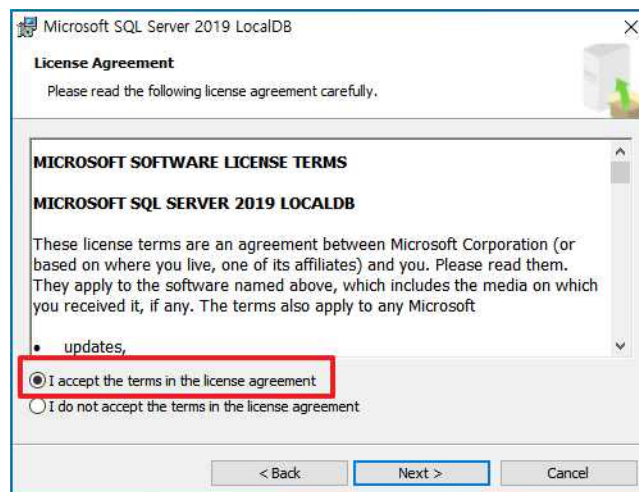 Microsoft SQL Server 2019 LocalDB
License Agreement
Please read the following license agreement carefully.
MICROSOFT SOFTWARE LICENSE TERMS
MICROSOFT SQL SERVER 2019 LOCALDB
These license terms are an agreement between Microsoft Corporation (or
based on where you live, one of its affiliates) and you. Please read them.
They apply to the software named above, which includes the media on which
you received it, if any. The terms also apply to any Microsoft
• updates,
I accept the terms in the license agreement
I do not accept the terms in the license agreement
< Back Next > Cancel